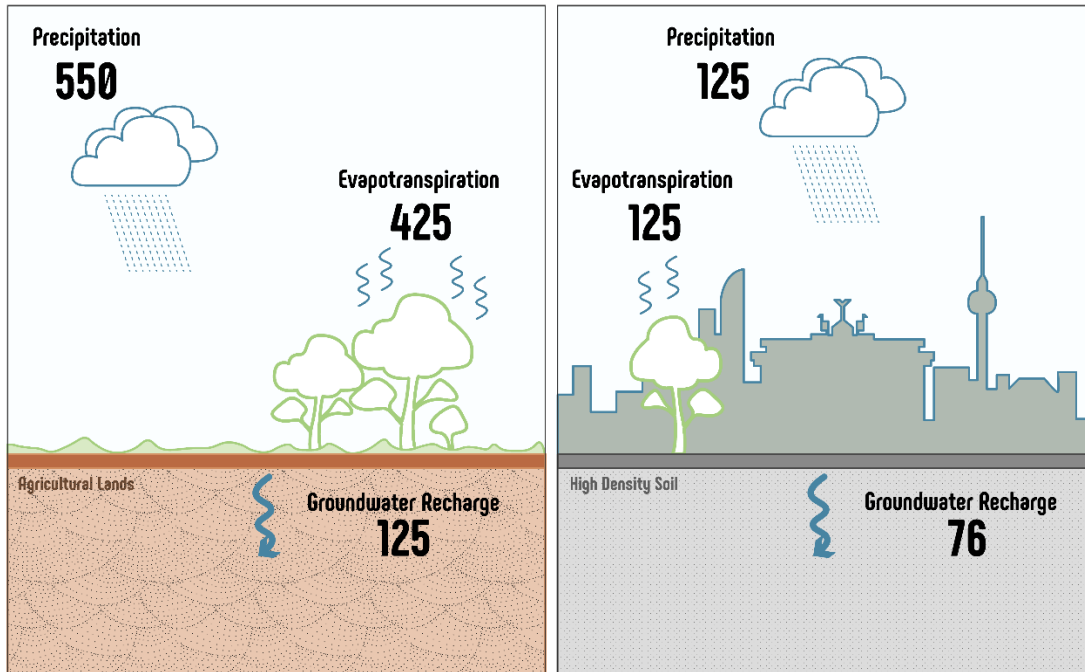 Precipitation
550
Evapotranspiration
425
Agricultural Lands
Groundwater Recharge
125
Precipitation
125
Evapotranspiration
125
High Density Soil
Groundwater Recharge
76